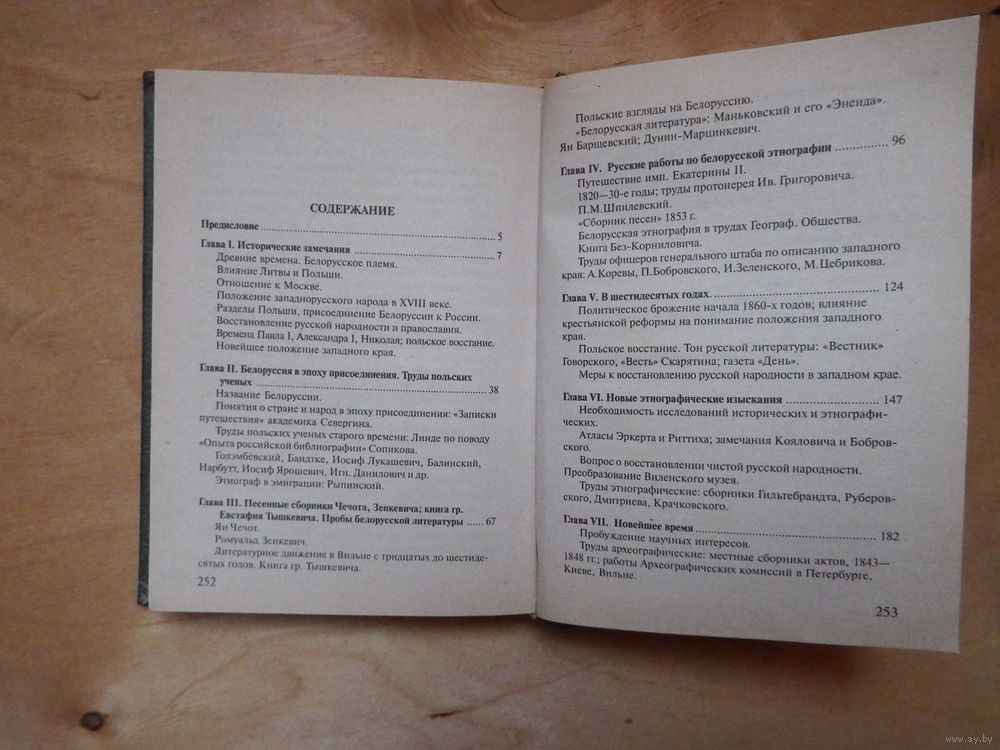 СОДЕРЖАНИЕ
Предисловие ........................................ 5
Глава I. Исторические замечания ........................ 7
Древние времена. Белорусское племя.
Влияние Литвы и Польши.
Отношение к Москве.
Положение западнорусского народа в XVIII веке.
Разделы Польши, присоединение Белоруссии к России.
Восстановление русской народности и православия.
Времена Павла I, Александра I, Николая; польское восстание.
Новейшее положение западного края.
Глава II. Белоруссия в эпоху присоединения. Труды польских
ученых ........................................ 38
Название Белоруссии.
Понятия о стране и народ в эпоху присоединения: «Записки
путешествия» академика Севергина.
Труды польских ученых старого времени: Линде по поводу
«Опыта российской библиографии» Сопикова.
Голэмбёвский, Бандтке, Иосиф Лукашевич, Балинский,
Нарбутт, Иосиф Ярошевич, Игн. Данилович и др.
Этнограф в эмиграции: Рыпинский.
Глава III. Песенные сборники Чечота, Зенкевича; книга гр.
Евстафия Тышкевича. Пробы белорусской литературы ...... 67
Ян Чечот.
Ромуальд Зенкевич.
Литературное движение в Вильне с тридцатых до шестиде-
сятых годов. Книга гр. Тышкевича.
252
Польские взгляды на Белоруссию.
«Белорусская литература»: Маньковский и его «Энеида».
Ян Барщевский; Дунин-Марцинкевич.
Глава IV. Русские работы по белорусской этнографии ............... 96
Путешествие имп. Екатерины II.
1820—30-е годы; труды протоиерея Ив. Григоровича.
П.М.Шпилевский.
«Сборник песен» 1853 г.
Белорусская этнография в трудах Географ. Общества.
Книга Без-Корниловича.
Труды офицеров генерального штаба по описанию западного
края: А.Коревы, П.Бобровского, И.Зеленского, М.Цебрикова.
Глава V. В шестидесятых годах. ........................ 124
Политическое брожение начала 1860-х годов; влияние
крестьянской реформы на понимание положения западного
края.
Польское восстание. Тон русской литературы: «Вестник»
Говорского, «Весть» Скарятина; газета «День».
Меры к восстановлению русской народности в западном крае.
Глава VI. Новые этнографические изыскания ............... 147
Необходимость исследований исторических и этнографи-
ческих.
Атласы Эркерта и Риттиха; замечания Кояловича и Бобров-
ского.
Вопрос о восстановлении чистой русской народности.
Преобразование Виленского музея.
Труды этнографические: сборники Гильтебрандта, Руберов-
ского, Дмитриева, Крачковского.
Глава VII. Новейшее время ........................ 182
Пробуждение научных интересов.
Труды археографические: местные сборники актов, 1843—
1848 гг.; работы Археографических комиссий в Петербурге,
Киеве, Вильне.
253
www.ay.by